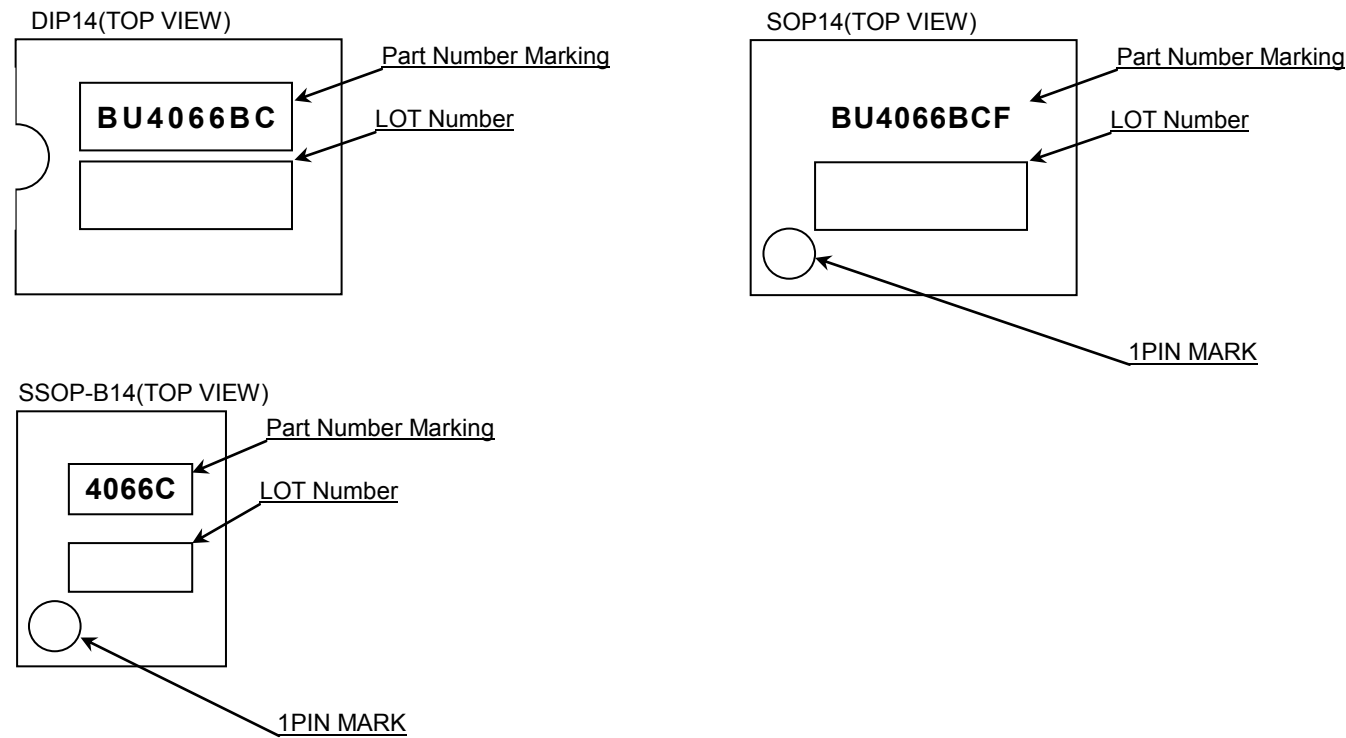 DIP14(TOP VIEW)
Part Number Marking
BU4066BC
LOT Number
SOP14(TOP VIEW)
Part Number Marking
BU4066BCF
LOT Number
1PIN MARK
SSOP-B14(TOP VIEW)
Part Number Marking
4066C
LOT Number
1PIN MARK